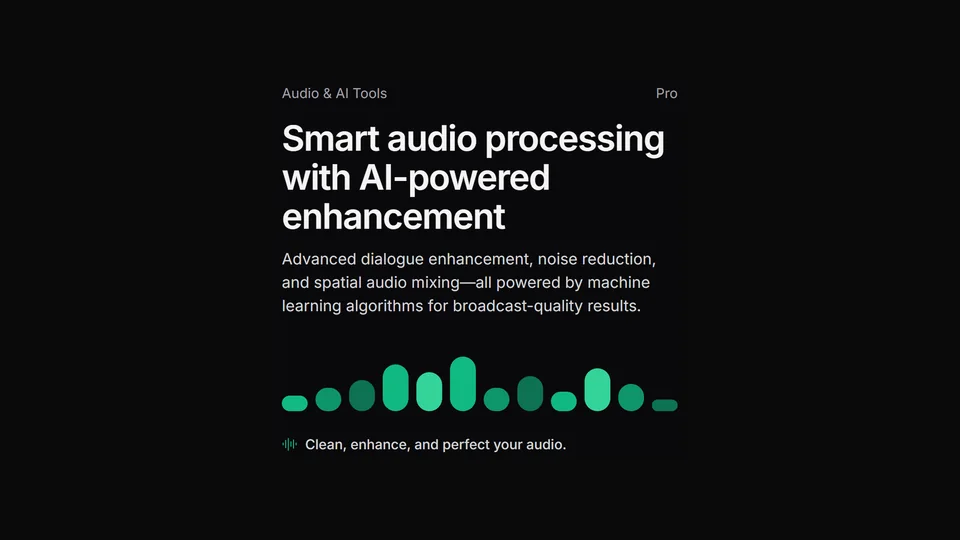 Audio & AI Tools
Pro
Smart audio processing
with AI-powered
enhancement
Advanced dialogue enhancement, noise reduction,
and spatial audio mixing—all powered by machine
learning algorithms for broadcast-quality results.
Clean, enhance, and perfect your audio.